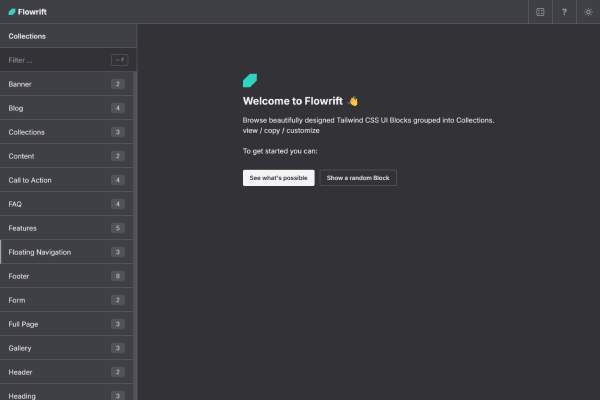 Flowrift
?
Collections
Filter ...
Banner 2
Blog 4
Collections 3
Content 2
Call to Action 4
FAQ 4
Features 5
Floating Navigation 3
Footer 8
Form 2
Full Page 3
Gallery 3
Header 2
Heading 3
Welcome to Flowrift 👋
Browse beautifully designed Tailwind CSS UI Blocks grouped into Collections.
view / copy / customize
To get started you can:
See what's possible
Show a random Block